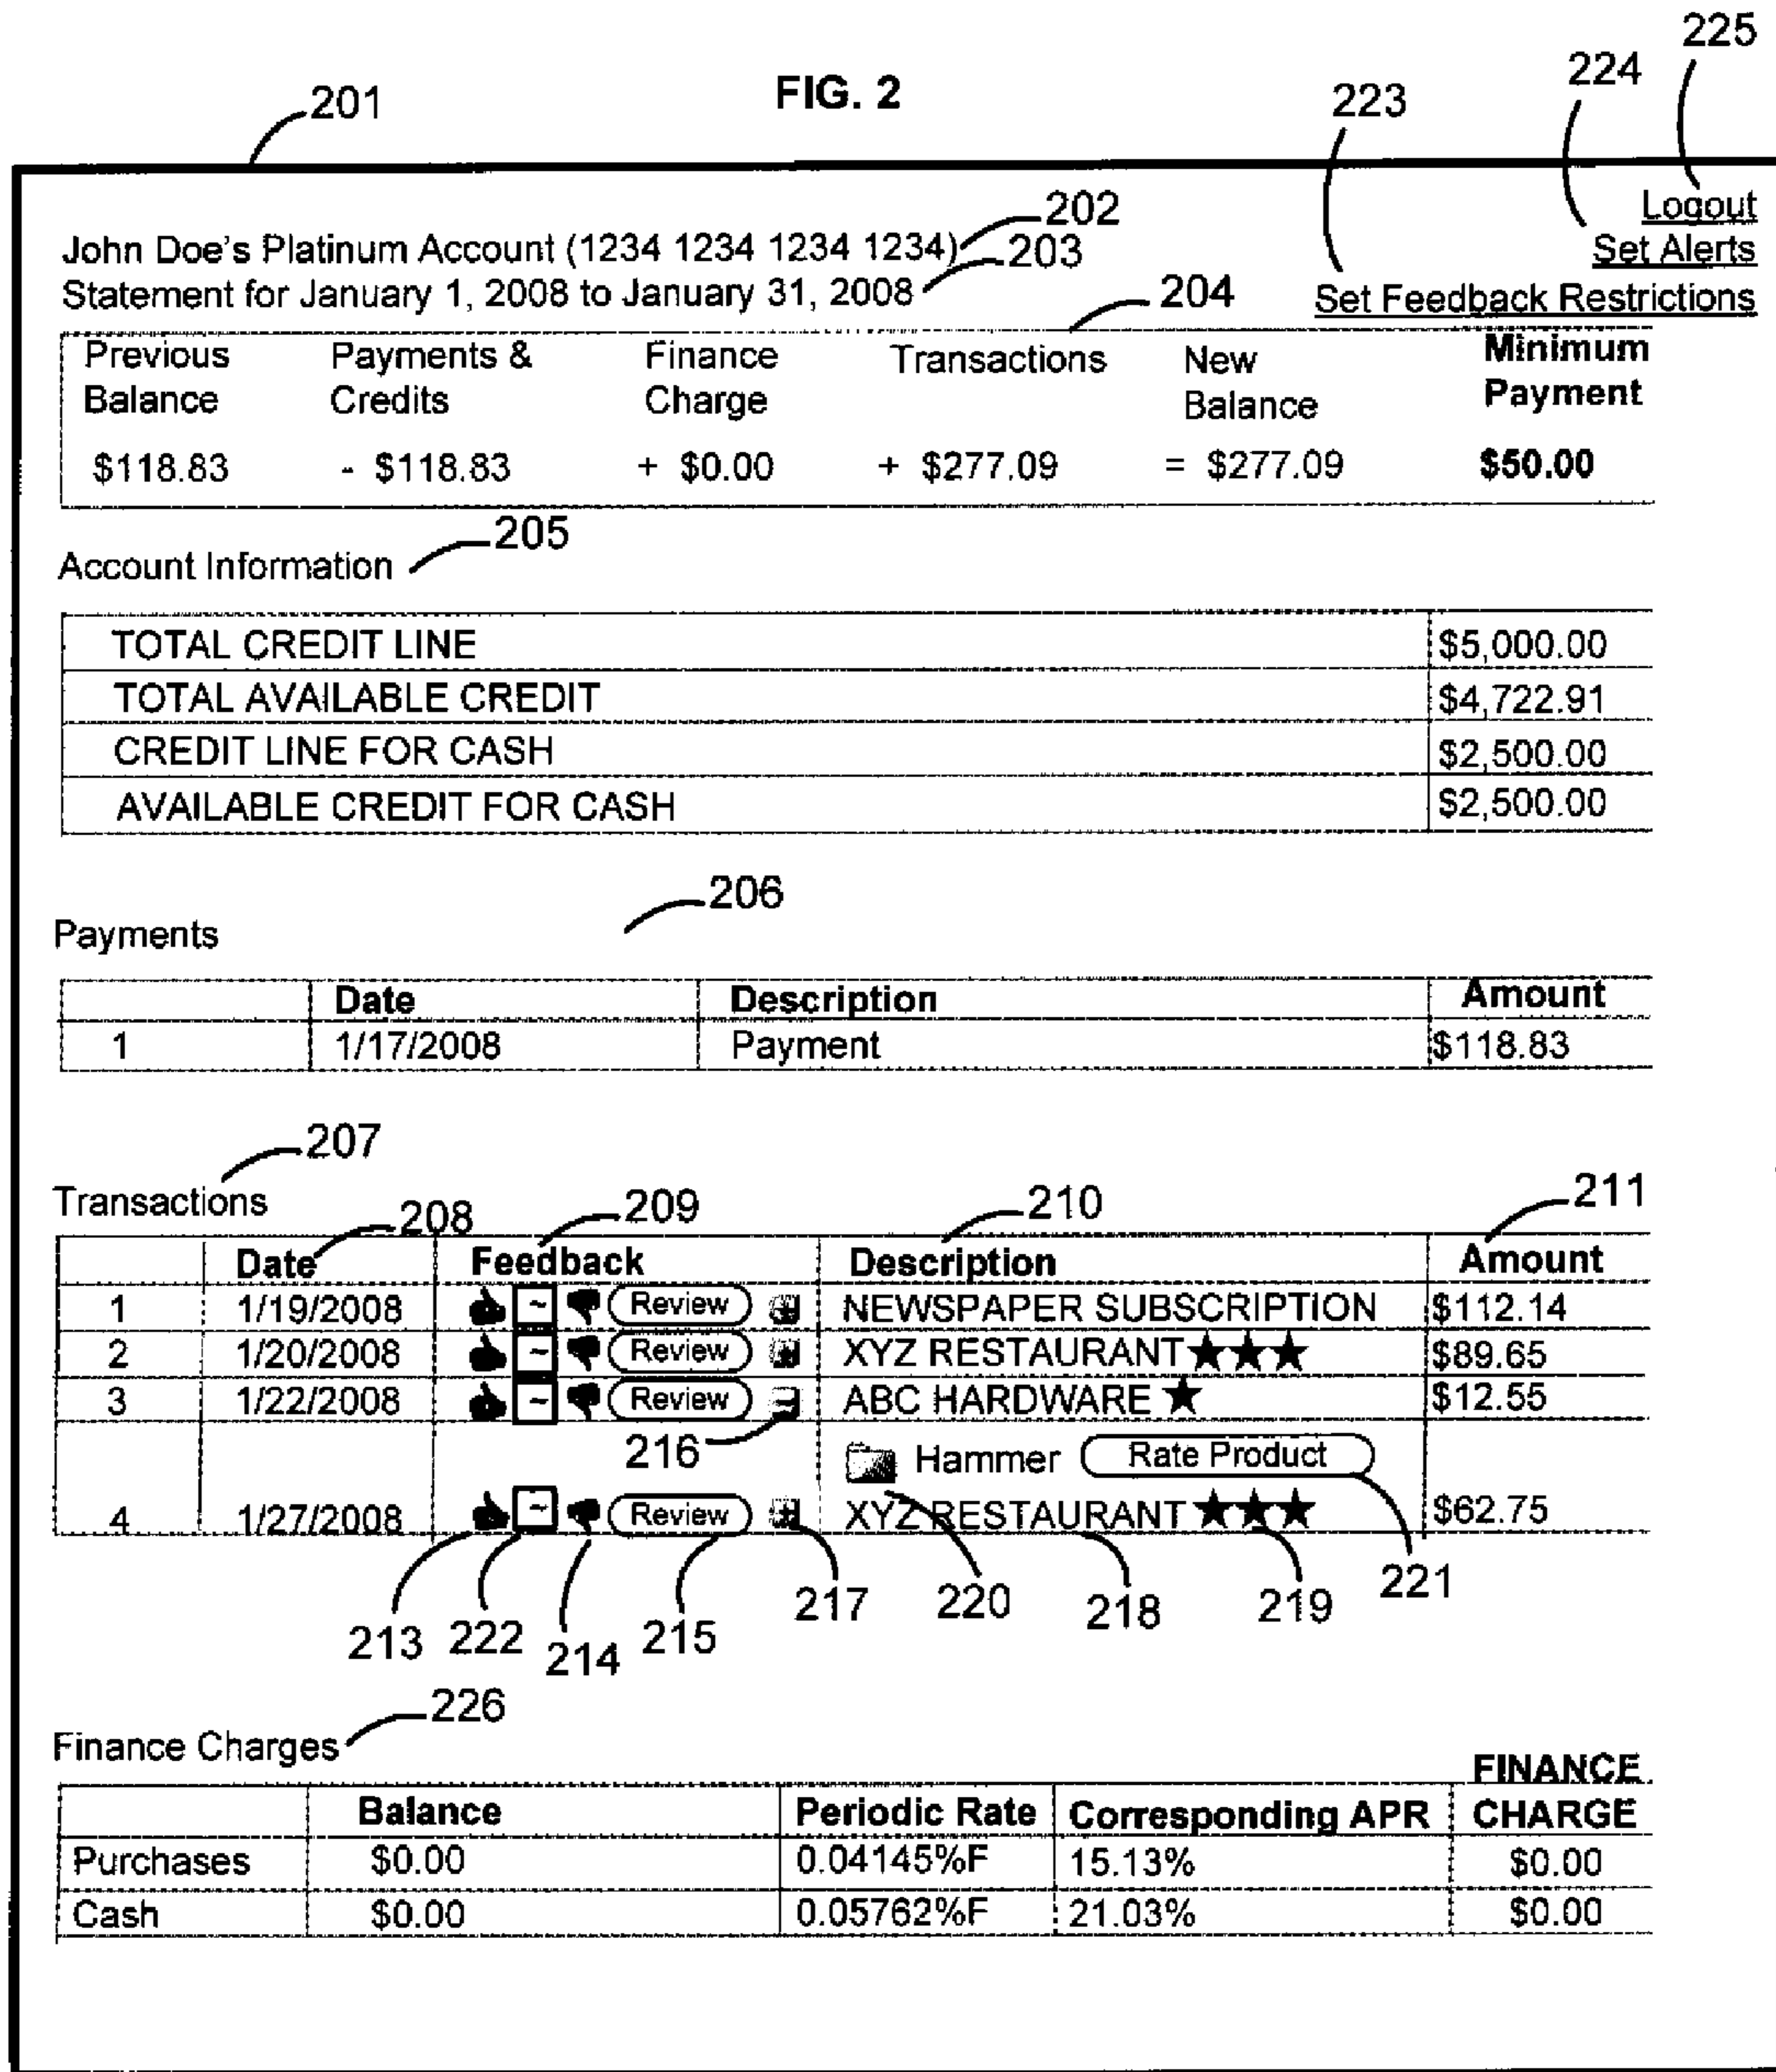 FIG. 2
225
224
223
201
Logout
202
John Doe's Platinum Account (1234 1234 1234 1234)
Set Alerts
203
Statement for January 1, 2008 to January 31, 2008
204
Set Feedback Restrictions
Previous Balance Payments & Credits Finance Charge Transactions New Balance Minimum Payment
$118.83 - $118.83 + $0.00 + $277.09 = $277.09 $50.00
205
Account Information
TOTAL CREDIT LINE $5,000.00
TOTAL AVAILABLE CREDIT $4,722.91
CREDIT LINE FOR CASH $2,500.00
AVAILABLE CREDIT FOR CASH $2,500.00
206
Payments
Date Description Amount
1 1/17/2008 Payment $118.83
207
Transactions
208 209 210 211
Date Feedback Description Amount
1 1/19/2008 ~ Review + NEWSPAPER SUBSCRIPTION $112.14
2 1/20/2008 ~ Review + XYZ RESTAURANT ★★★ $89.65
3 1/22/2008 ~ Review - ABC HARDWARE ★ $12.55
216
Hammer Rate Product
4 1/27/2008 ~ Review + XYZ RESTAURANT ★★★ $62.75
213 222 214 215 217 220 218 219 221
226
Finance Charges
Balance Periodic Rate Corresponding APR FINANCE CHARGE
Purchases $0.00 0.04145%F 15.13% $0.00
Cash $0.00 0.05762%F 21.03% $0.00